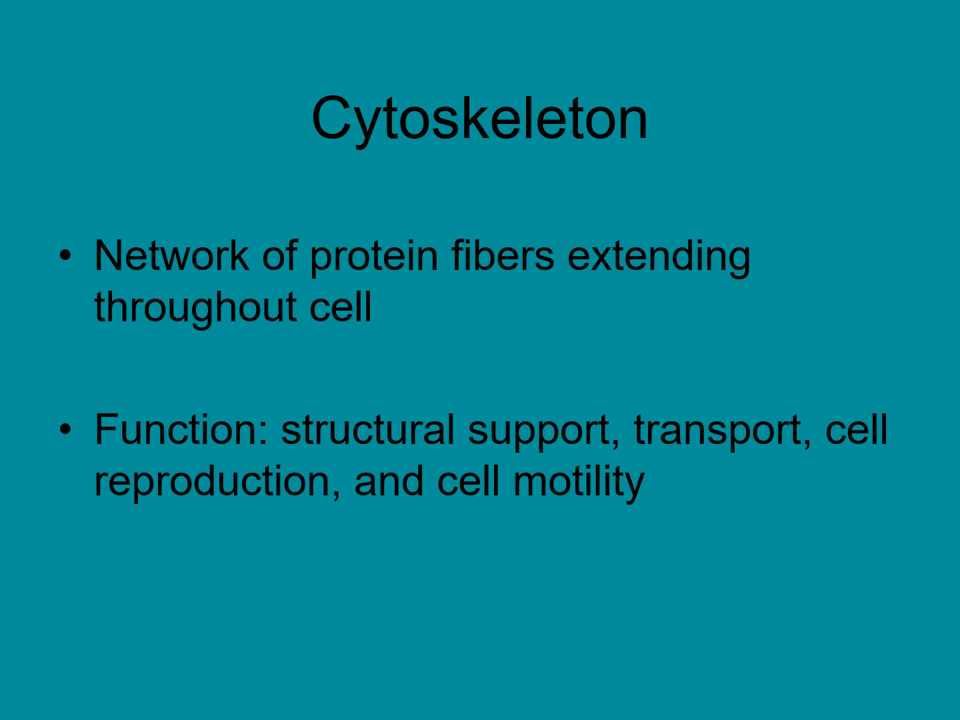 Cytoskeleton
• Network of protein fibers extending
throughout cell
• Function: structural support, transport, cell
reproduction, and cell motility